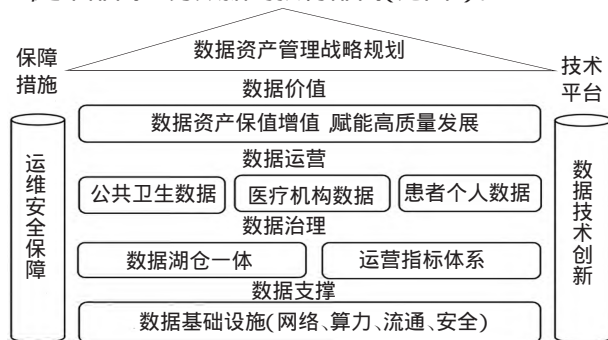 数据资产管理战略规划
保障
措施
技术
平台
数据价值
数据资产保值增值,赋能高质量发展
运维安全保障
数据技术创新
数据运营
公共卫生数据
医疗机构数据
患者个人数据
数据治理
数据湖仓一体
运营指标体系
数据支撑
数据基础设施(网络、算力、流通、安全)